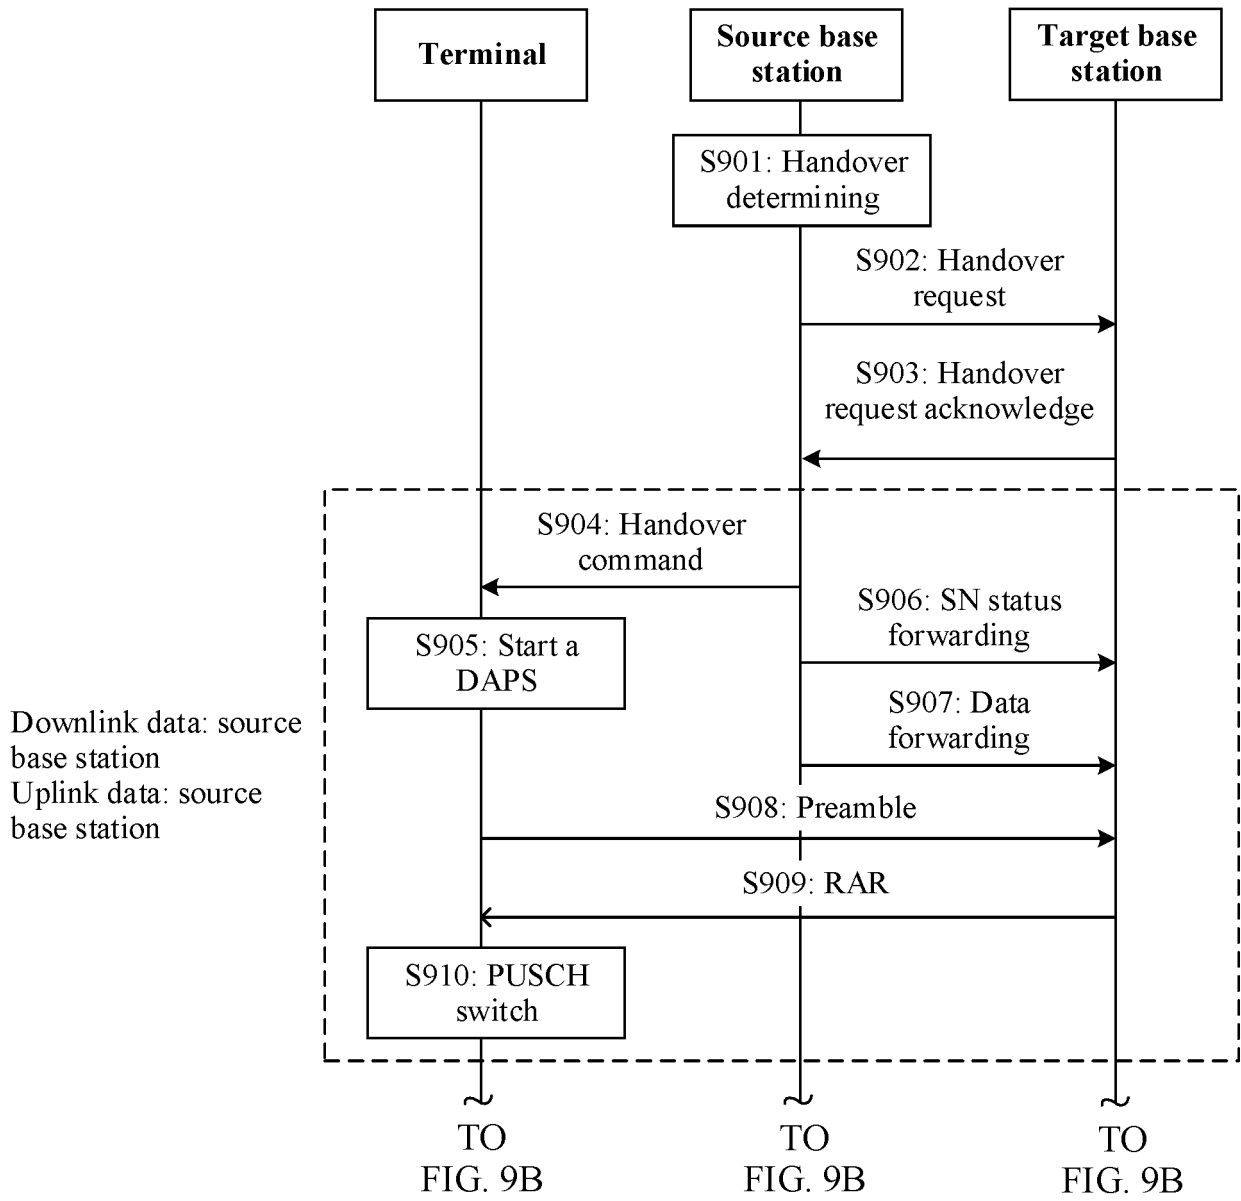 Terminal
Source base
station
Target base
station
S901: Handover
determining
S902: Handover
request
S903: Handover
request acknowledge
S904: Handover
command
S906: SN status
forwarding
S905: Start a
DAPS
S907: Data
forwarding
Downlink data: source
base station
Uplink data: source
base station
S908: Preamble
S909: RAR
S910: PUSCH
switch
TO
FIG. 9B
TO
FIG. 9B
TO
FIG. 9B